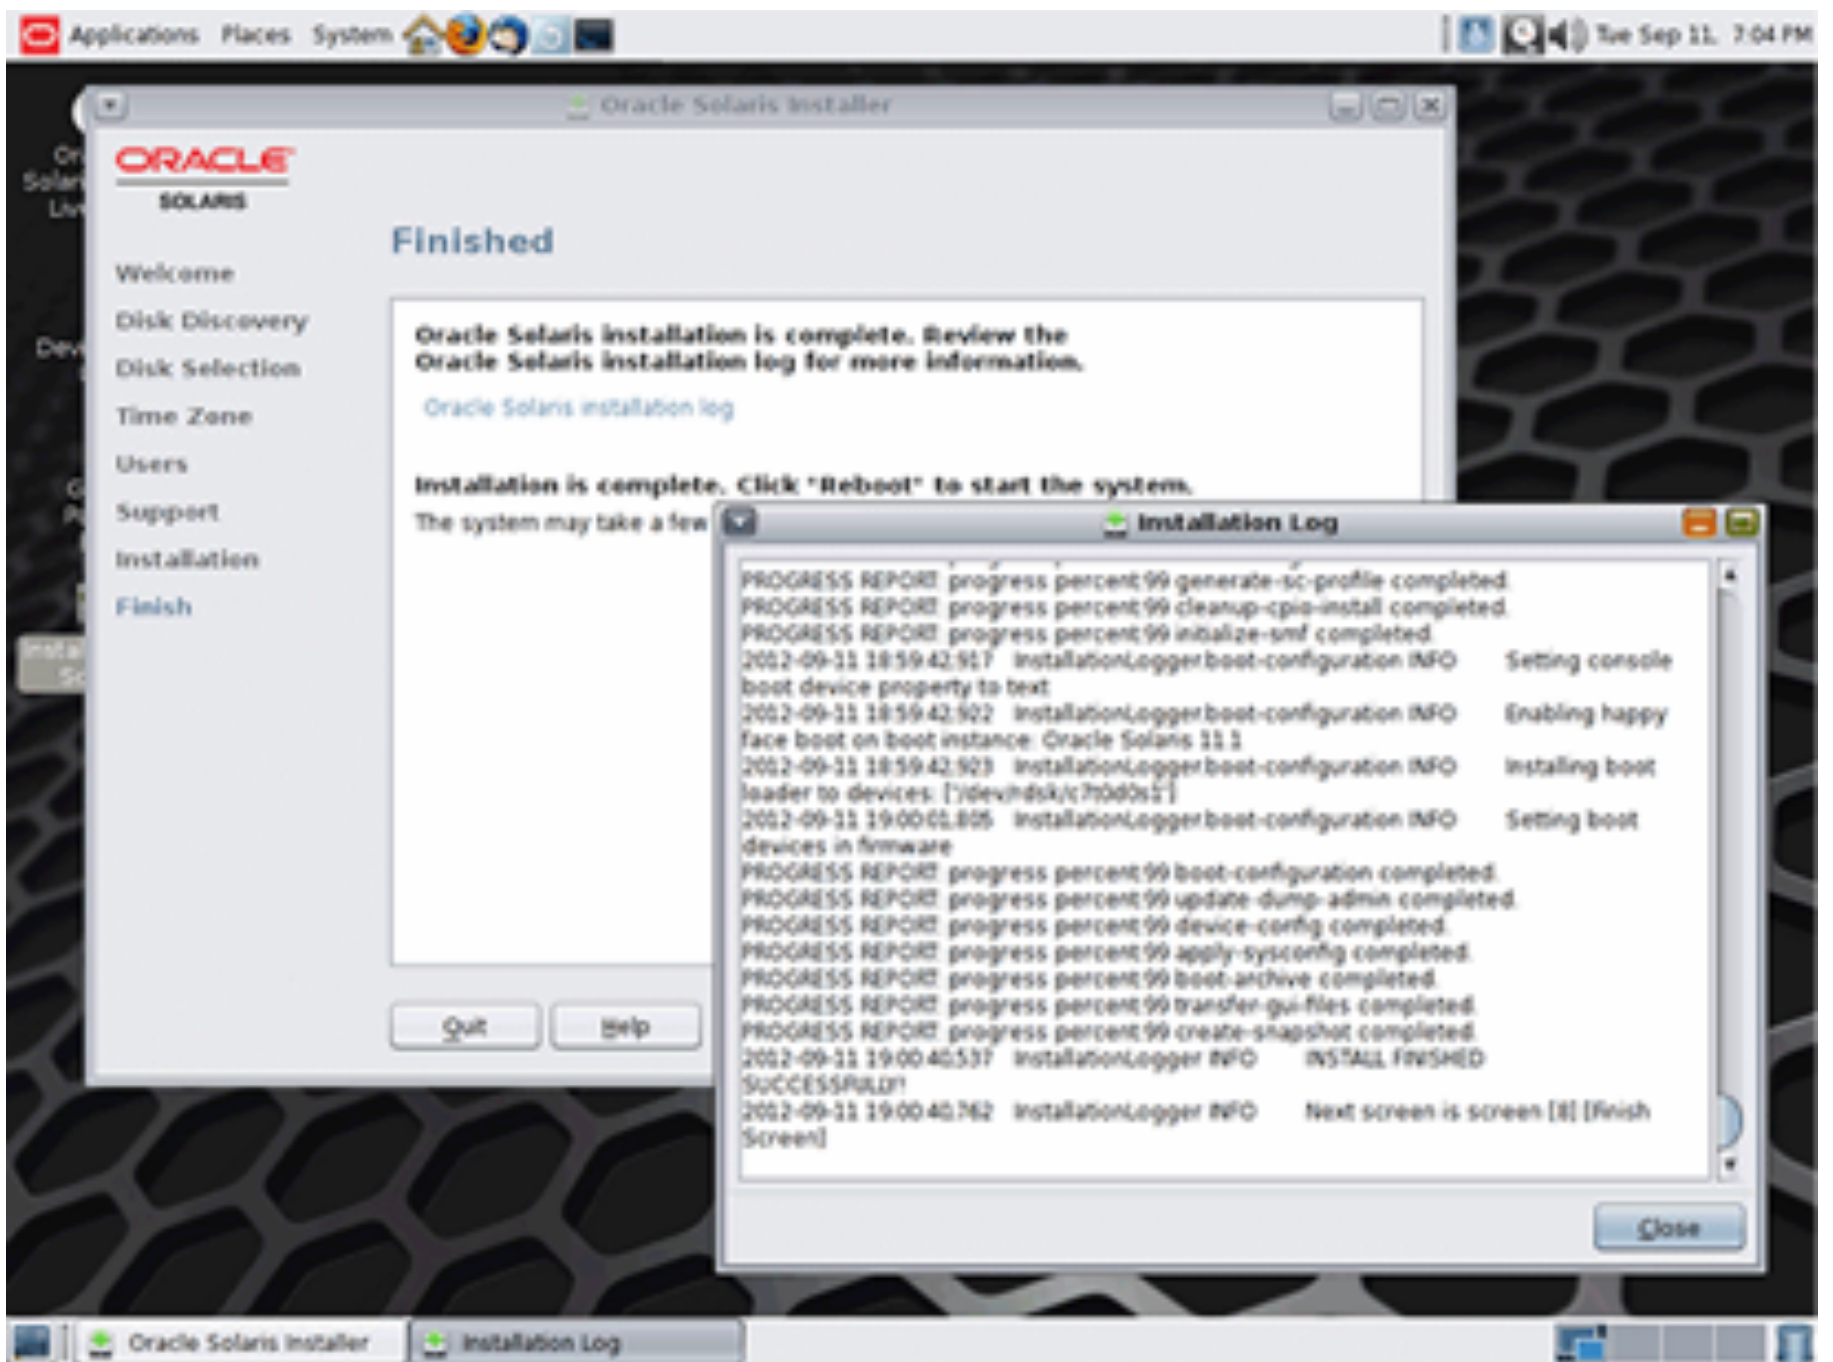 Applications Places System
Tue Sep 11, 7:04 PM
Oracle Solaris Installer
ORACLE
SOLARIS
Finished
Welcome
Disk Discovery
Disk Selection
Time Zone
Users
Support
Installation
Finish
Oracle Solaris installation is complete. Review the
Oracle Solaris installation log for more information.
Oracle Solaris installation log
Installation is complete. Click "Reboot" to start the system.
The system may take a few
Quit Help
Installation Log
PROGRESS REPORT: progress percent:99 generate-sc-profile completed.
PROGRESS REPORT: progress percent:99 cleanup-cpio-install completed.
PROGRESS REPORT: progress percent:99 initialize-smf completed.
2012-09-11 18:59:42,917 InstallationLogger.boot-configuration INFO Setting console
boot device property to text
2012-09-11 18:59:42,922 InstallationLogger.boot-configuration INFO Enabling happy
face boot on boot instance: Oracle Solaris 11.1
2012-09-11 18:59:42,923 InstallationLogger.boot-configuration INFO Installing boot
loader to devices: ['/dev/rdsk/c7t0d0s1']
2012-09-11 19:00:01,805 InstallationLogger.boot-configuration INFO Setting boot
devices in firmware
PROGRESS REPORT: progress percent:99 boot-configuration completed.
PROGRESS REPORT: progress percent:99 update-dump-admin completed.
PROGRESS REPORT: progress percent:99 device-config completed.
PROGRESS REPORT: progress percent:99 apply-sysconfig completed.
PROGRESS REPORT: progress percent:99 boot-archive completed.
PROGRESS REPORT: progress percent:99 transfer-gui-files completed.
PROGRESS REPORT: progress percent:99 create-snapshot completed.
2012-09-11 19:00:40,537 InstallationLogger INFO INSTALL FINISHED
SUCCESSFULLY!
2012-09-11 19:00:40,762 InstallationLogger INFO Next screen is screen [8] [Finish
Screen]
Close
Oracle Solaris Installer
Installation Log